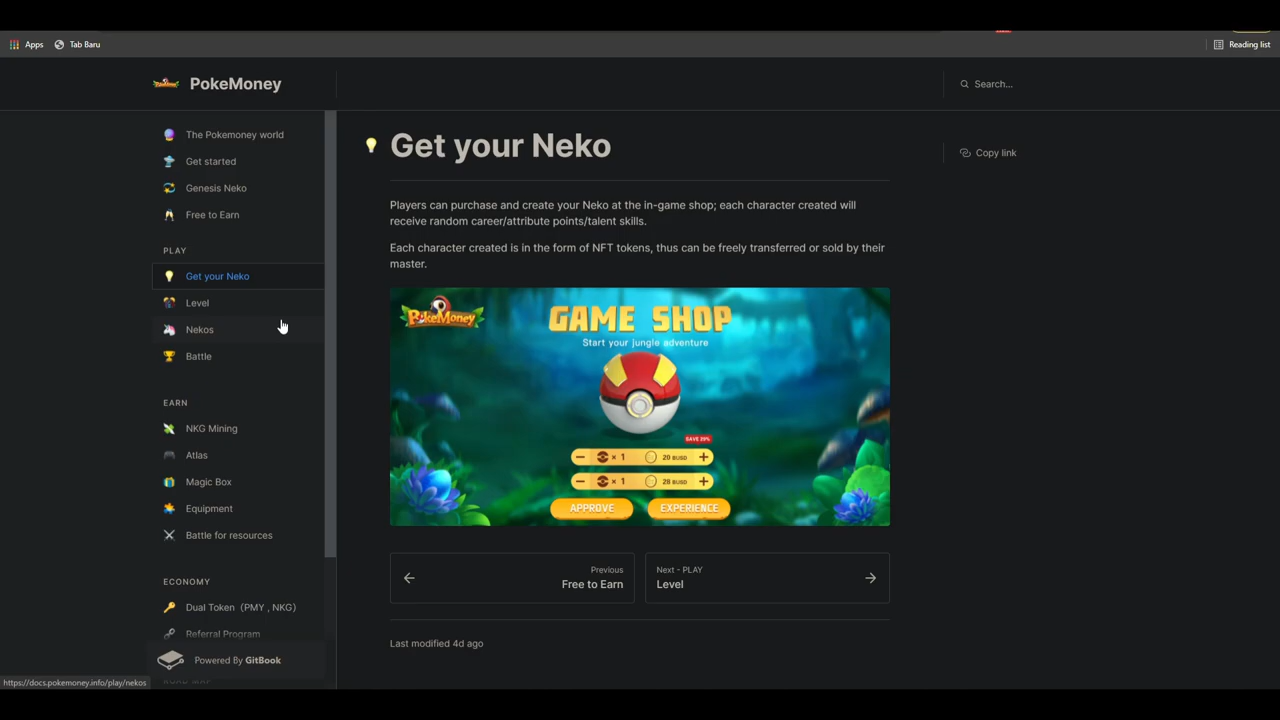 Apps
Tab Baru
Reading list
PokeMoney
Search...
The Pokemoney world
Get started
Genesis Neko
Free to Earn
PLAY
Get your Neko
Level
Nekos
Battle
EARN
NKG Mining
Atlas
Magic Box
Equipment
Battle for resources
ECONOMY
Dual Token（PMY , NKG）
Referral Program
Powered By GitBook
https://docs.pokemoney.info/play/nekos
Get your Neko
Copy link
Players can purchase and create your Neko at the in-game shop; each character created will
receive random career/attribute points/talent skills.
Each character created is in the form of NFT tokens, thus can be freely transferred or sold by their
master.
PokeMoney
GAME SHOP
Start your jungle adventure
SAVE 29%
− × 1 20 BUSD +
− × 1 28 BUSD +
APPROVE
EXPERIENCE
Previous
Free to Earn
Next - PLAY
Level
Last modified 4d ago